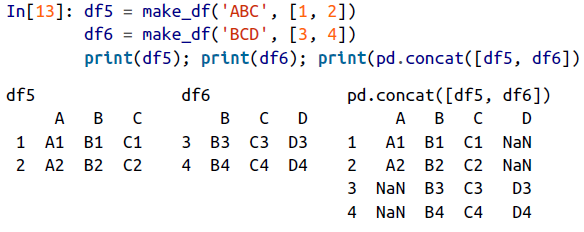 In[13]: df5 = make_df('ABC', [1, 2])
df6 = make_df('BCD', [3, 4])
print(df5); print(df6); print(pd.concat([df5, df6])
df5 df6 pd.concat([df5, df6])
A B C B C D A B C D
1 A1 B1 C1 3 B3 C3 D3 1 A1 B1 C1 NaN
2 A2 B2 C2 4 B4 C4 D4 2 A2 B2 C2 NaN
3 NaN B3 C3 D3
4 NaN B4 C4 D4